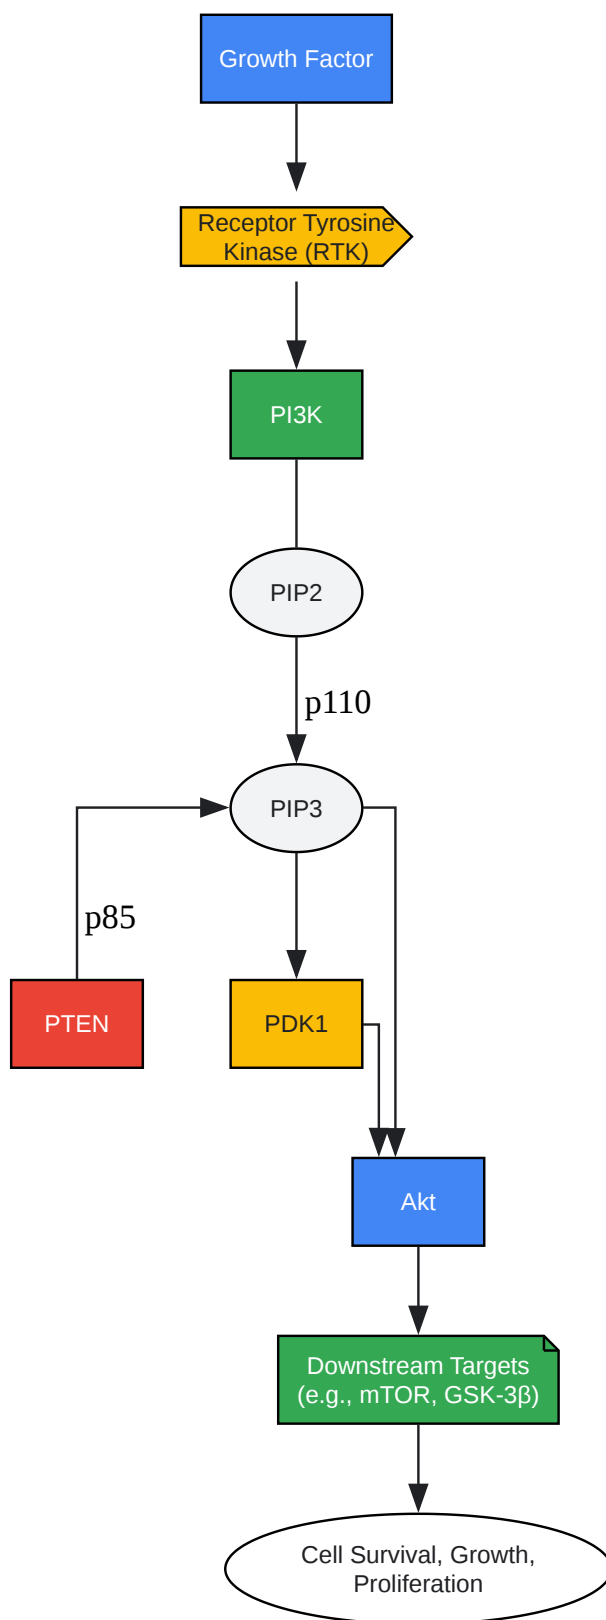 Growth Factor
Receptor Tyrosine
Kinase (RTK)
PI3K
PIP2
p110
PIP3
p85
PTEN
PDK1
Akt
Downstream Targets
(e.g., mTOR, GSK-3β)
Cell Survival, Growth,
Proliferation